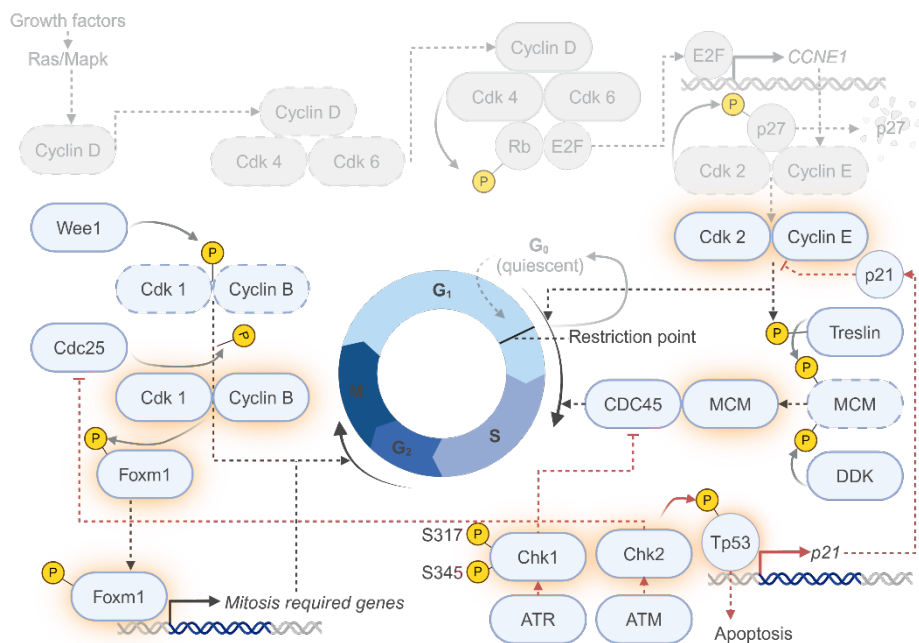 Growth factors
Ras/Mapk
Cyclin D
Cyclin D
Cdk 4
Cdk 6
Cyclin D
Cdk 4
Cdk 6
Rb
E2F
P
E2F
CCNE1
P
p27
p27
Cdk 2
Cyclin E
Cdk 2
Cyclin E
p21
Wee1
P
Cdk 1
Cyclin B
Cdc25
P
Cdk 1
Cyclin B
P
Foxm1
P
Foxm1
Mitosis required genes
G0
(quiescent)
G1
Restriction point
M
G2
S
P
Treslin
P
CDC45
MCM
MCM
P
DDK
S317
P
Chk1
S345
P
Chk2
P
Tp53
p21
ATR
ATM
Apoptosis